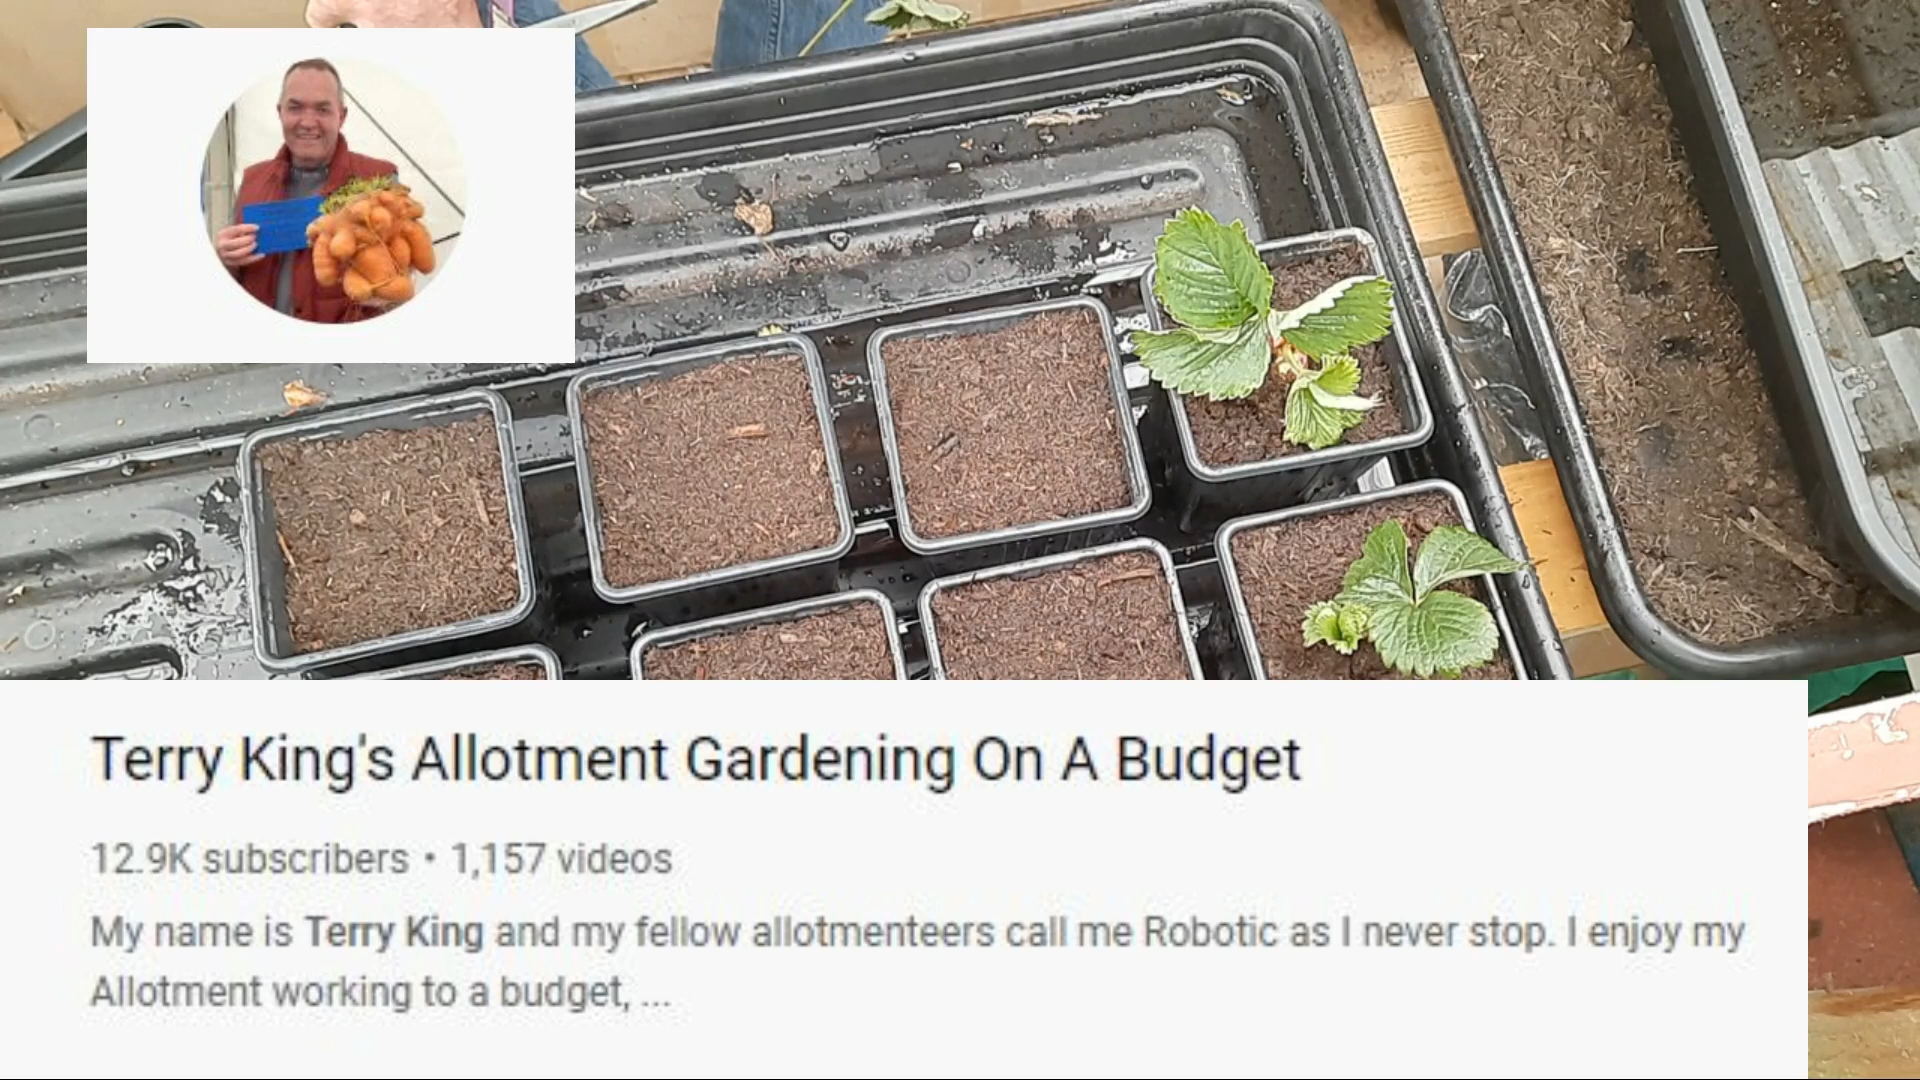 Terry King's Allotment Gardening On A Budget
12.9K subscribers • 1,157 videos
My name is Terry King and my fellow allotmenteers call me Robotic as I never stop. I enjoy my
Allotment working to a budget, ...